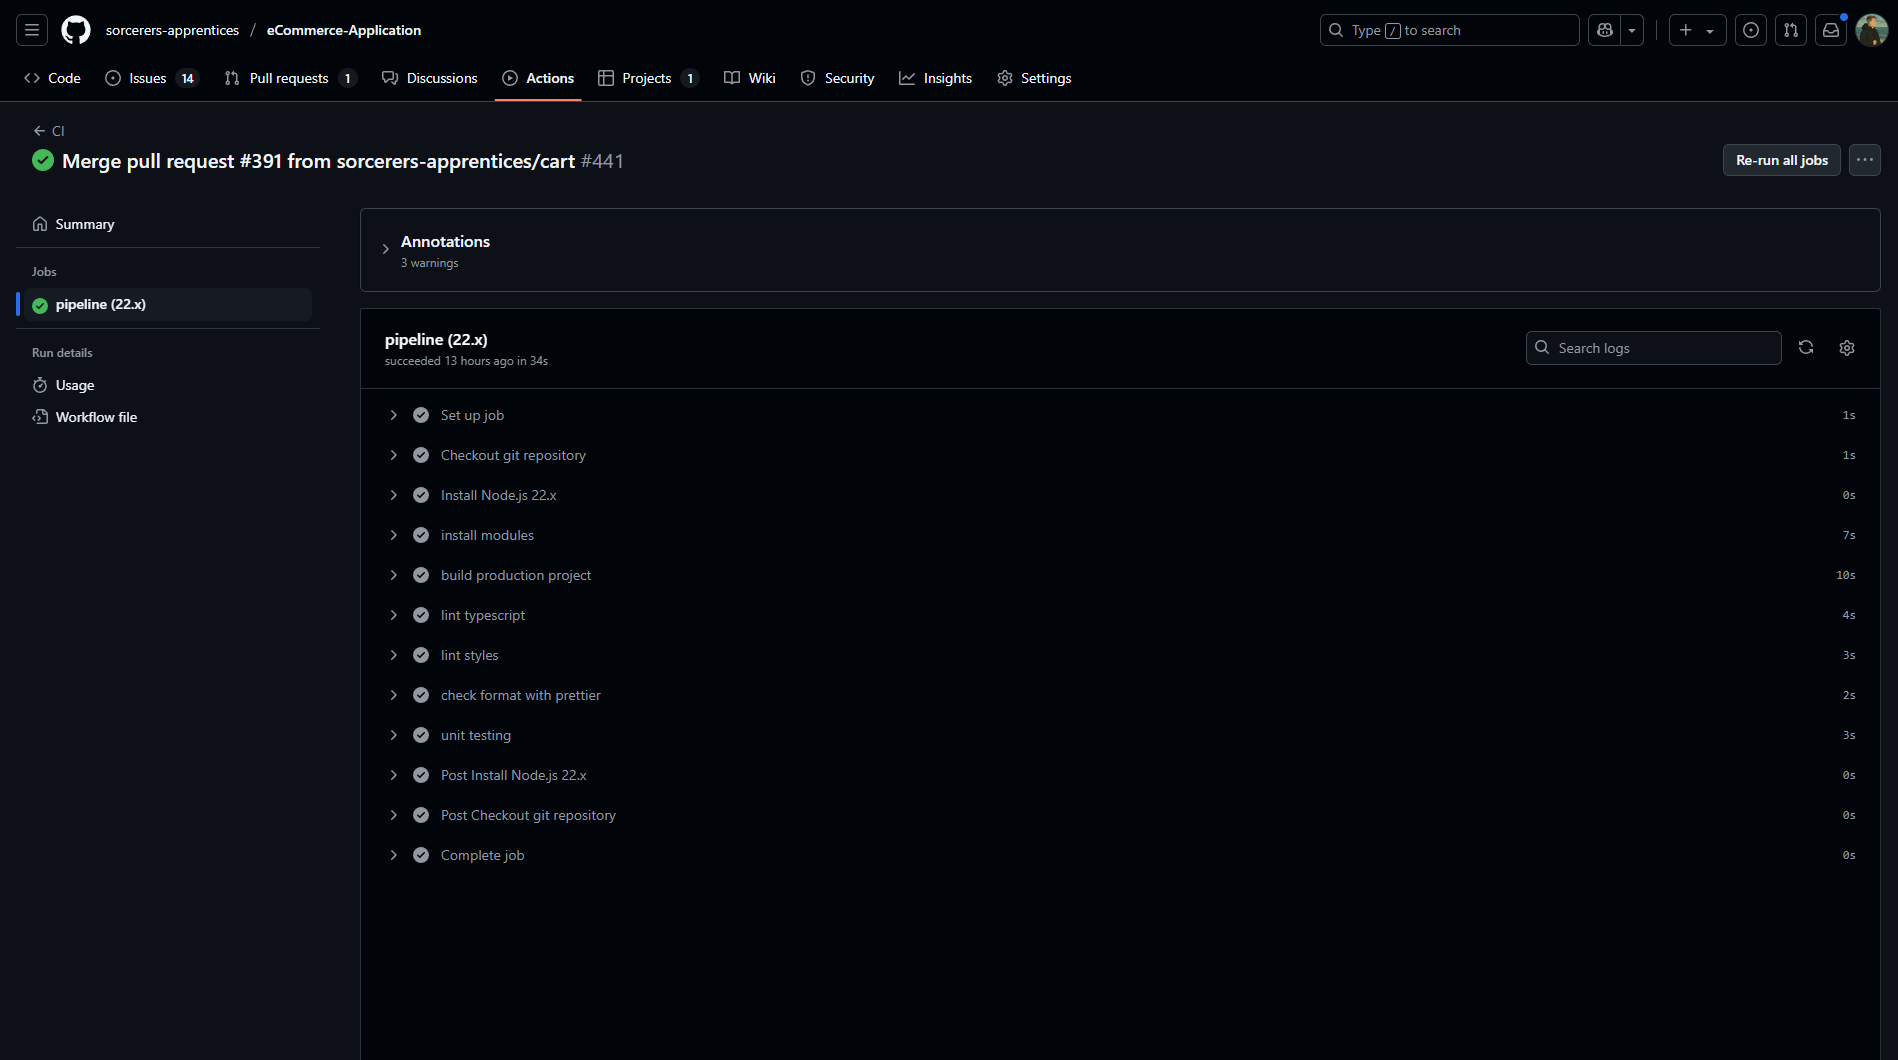 sorcerers-apprentices / eCommerce-Application
Type / to search
Code
Issues 14
Pull requests 1
Discussions
Actions
Projects 1
Wiki
Security
Insights
Settings
CI
Merge pull request #391 from sorcerers-apprentices/cart #441
Re-run all jobs
Summary
Jobs
pipeline (22.x)
Run details
Usage
Workflow file
Annotations
3 warnings
pipeline (22.x)
succeeded 13 hours ago in 34s
Search logs
Set up job 1s
Checkout git repository 1s
Install Node.js 22.x 0s
install modules 7s
build production project 10s
lint typescript 4s
lint styles 3s
check format with prettier 2s
unit testing 3s
Post Install Node.js 22.x 0s
Post Checkout git repository 0s
Complete job 0s